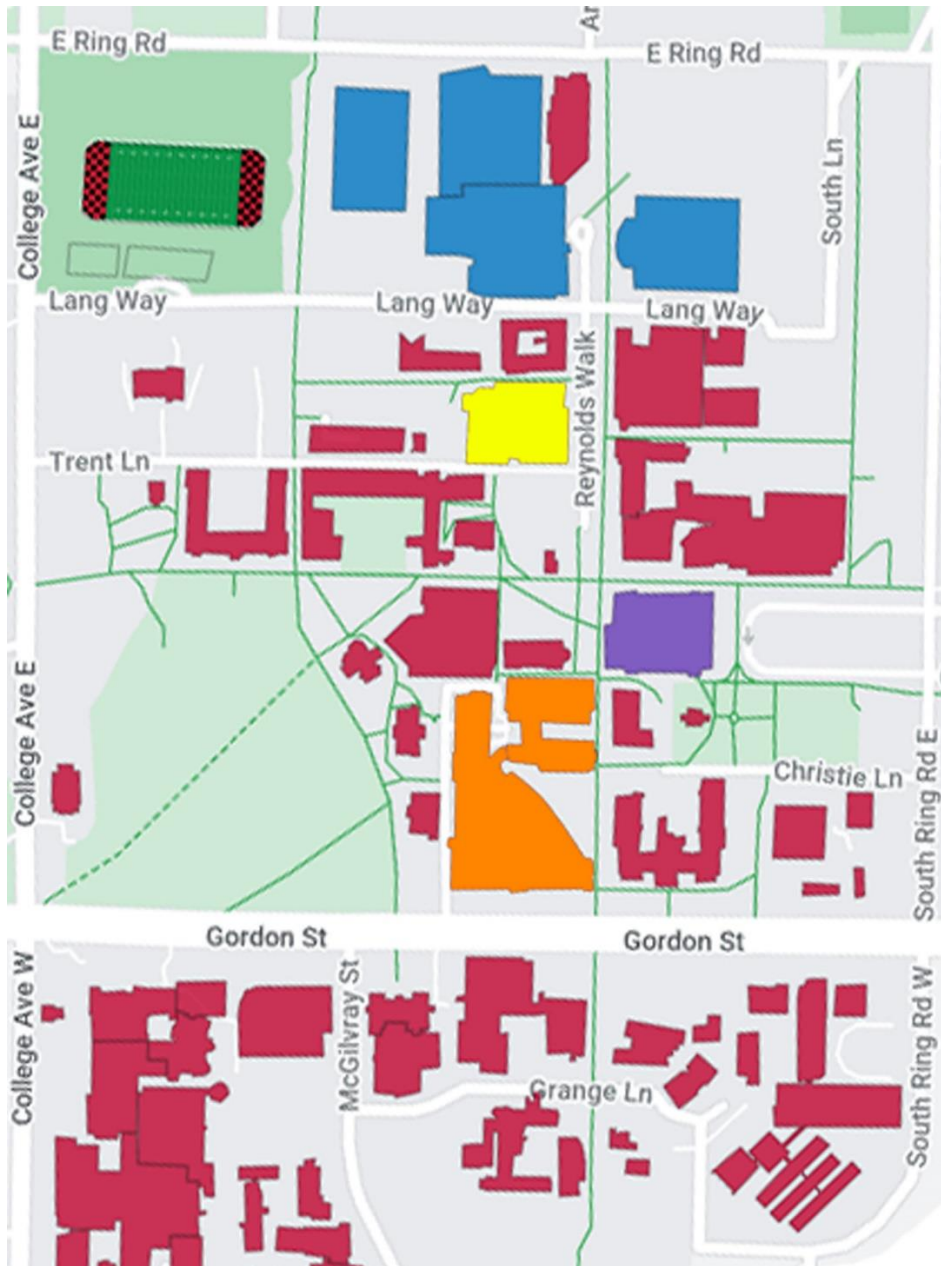 Ar
E Ring Rd
E Ring Rd
College Ave E
South Ln
Lang Way
Lang Way
Lang Way
Reynolds Walk
Trent Ln
College Ave E
South Ring Rd E
Christie Ln
Gordon St
Gordon St
College Ave W
McGilvray St
Grange Ln
South Ring Rd W